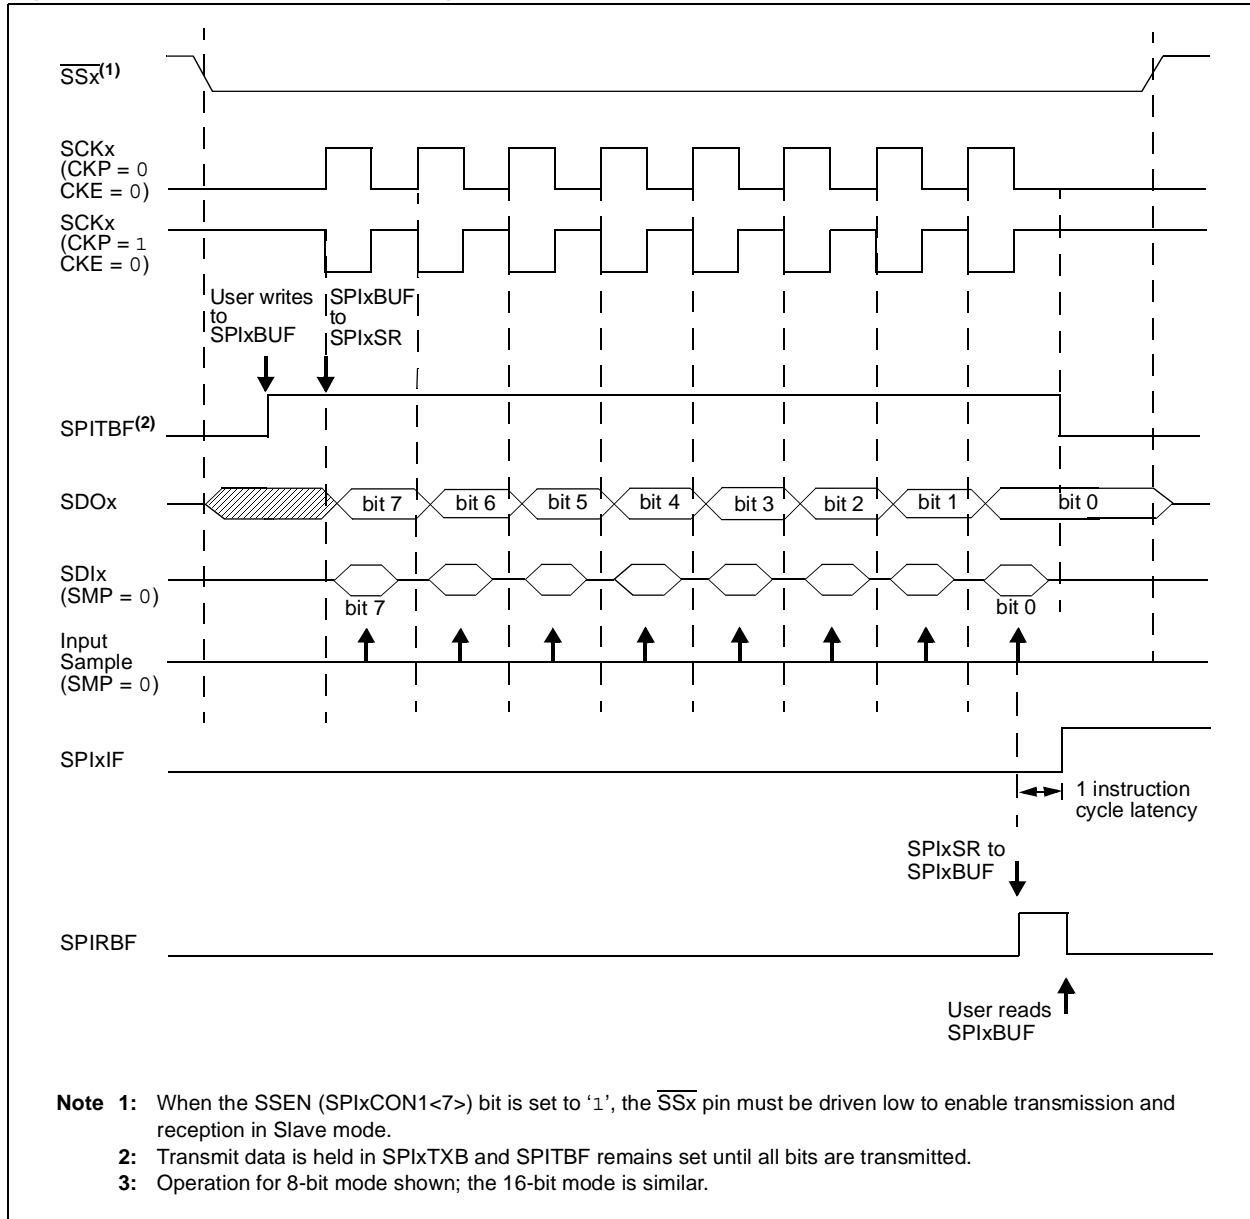 SSx(1)
SCKx
(CKP = 0
CKE = 0)
SCKx
(CKP = 1
CKE = 0)
User writes
to
SPIxBUF
SPIxBUF
to
SPIxSR
SPITBF(2)
SDOx
bit 7
bit 6
bit 5
bit 4
bit 3
bit 2
bit 1
bit 0
SDIx
(SMP = 0)
bit 7
bit 0
Input
Sample
(SMP = 0)
SPIxIF
1 instruction
cycle latency
SPIxSR to
SPIxBUF
SPIRBF
User reads
SPIxBUF
Note 1: When the SSEN (SPIxCON1<7>) bit is set to ‘1’, the SSx pin must be driven low to enable transmission and
reception in Slave mode.
2: Transmit data is held in SPIxTXB and SPITBF remains set until all bits are transmitted.
3: Operation for 8-bit mode shown; the 16-bit mode is similar.